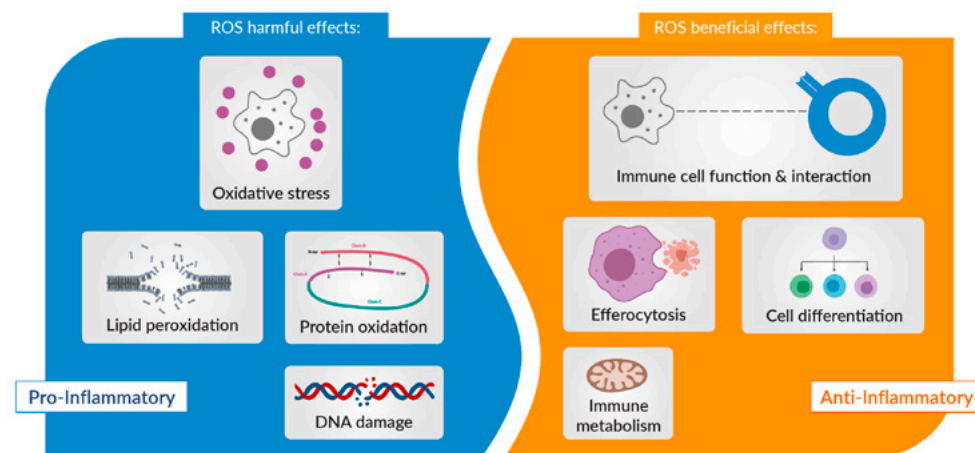 ROS harmful effects:
ROS beneficial effects:
Oxidative stress
Immune cell function & interaction
Lipid peroxidation
Protein oxidation
Efferocytosis
Cell differentiation
Pro-Inflammatory
DNA damage
Immune
metabolism
Anti-Inflammatory